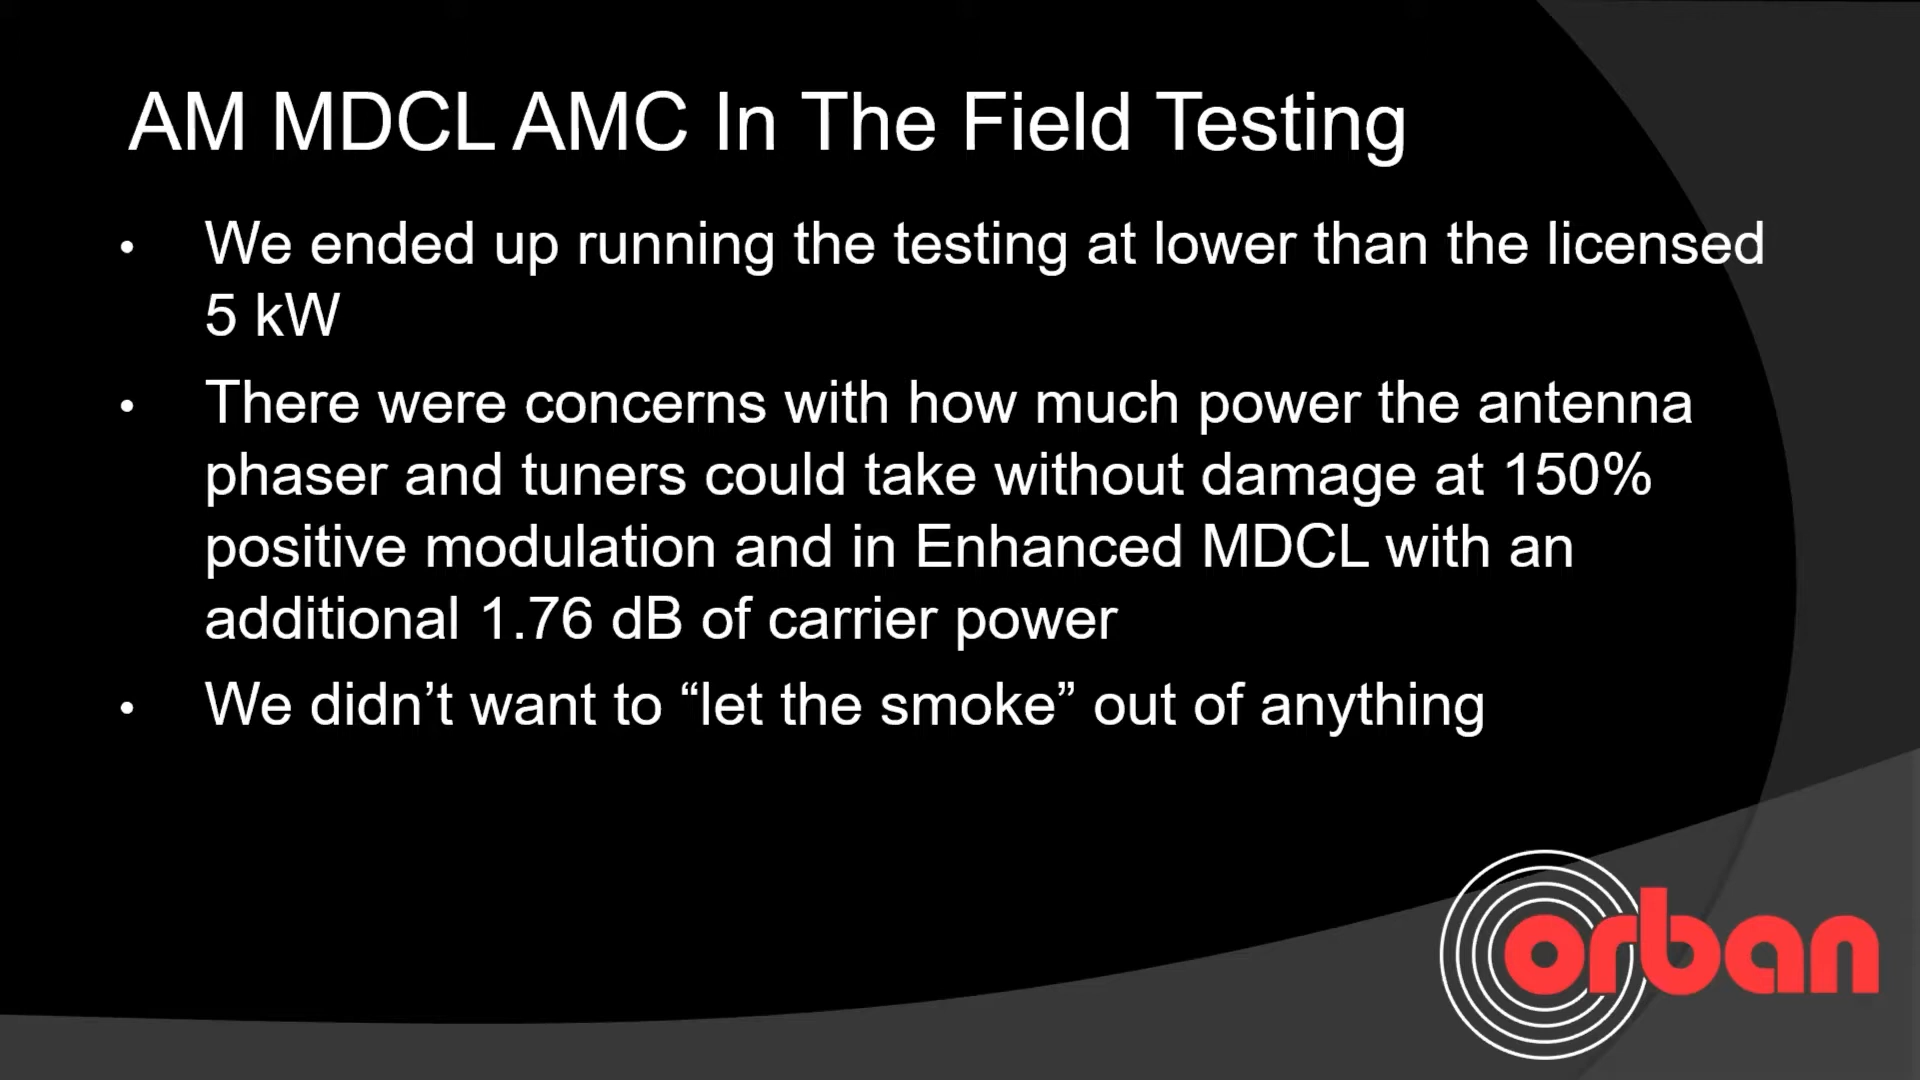 AM MDCL AMC In The Field Testing
• We ended up running the testing at lower than the licensed
5 kW
• There were concerns with how much power the antenna
phaser and tuners could take without damage at 150%
positive modulation and in Enhanced MDCL with an
additional 1.76 dB of carrier power
• We didn’t want to “let the smoke” out of anything
orban